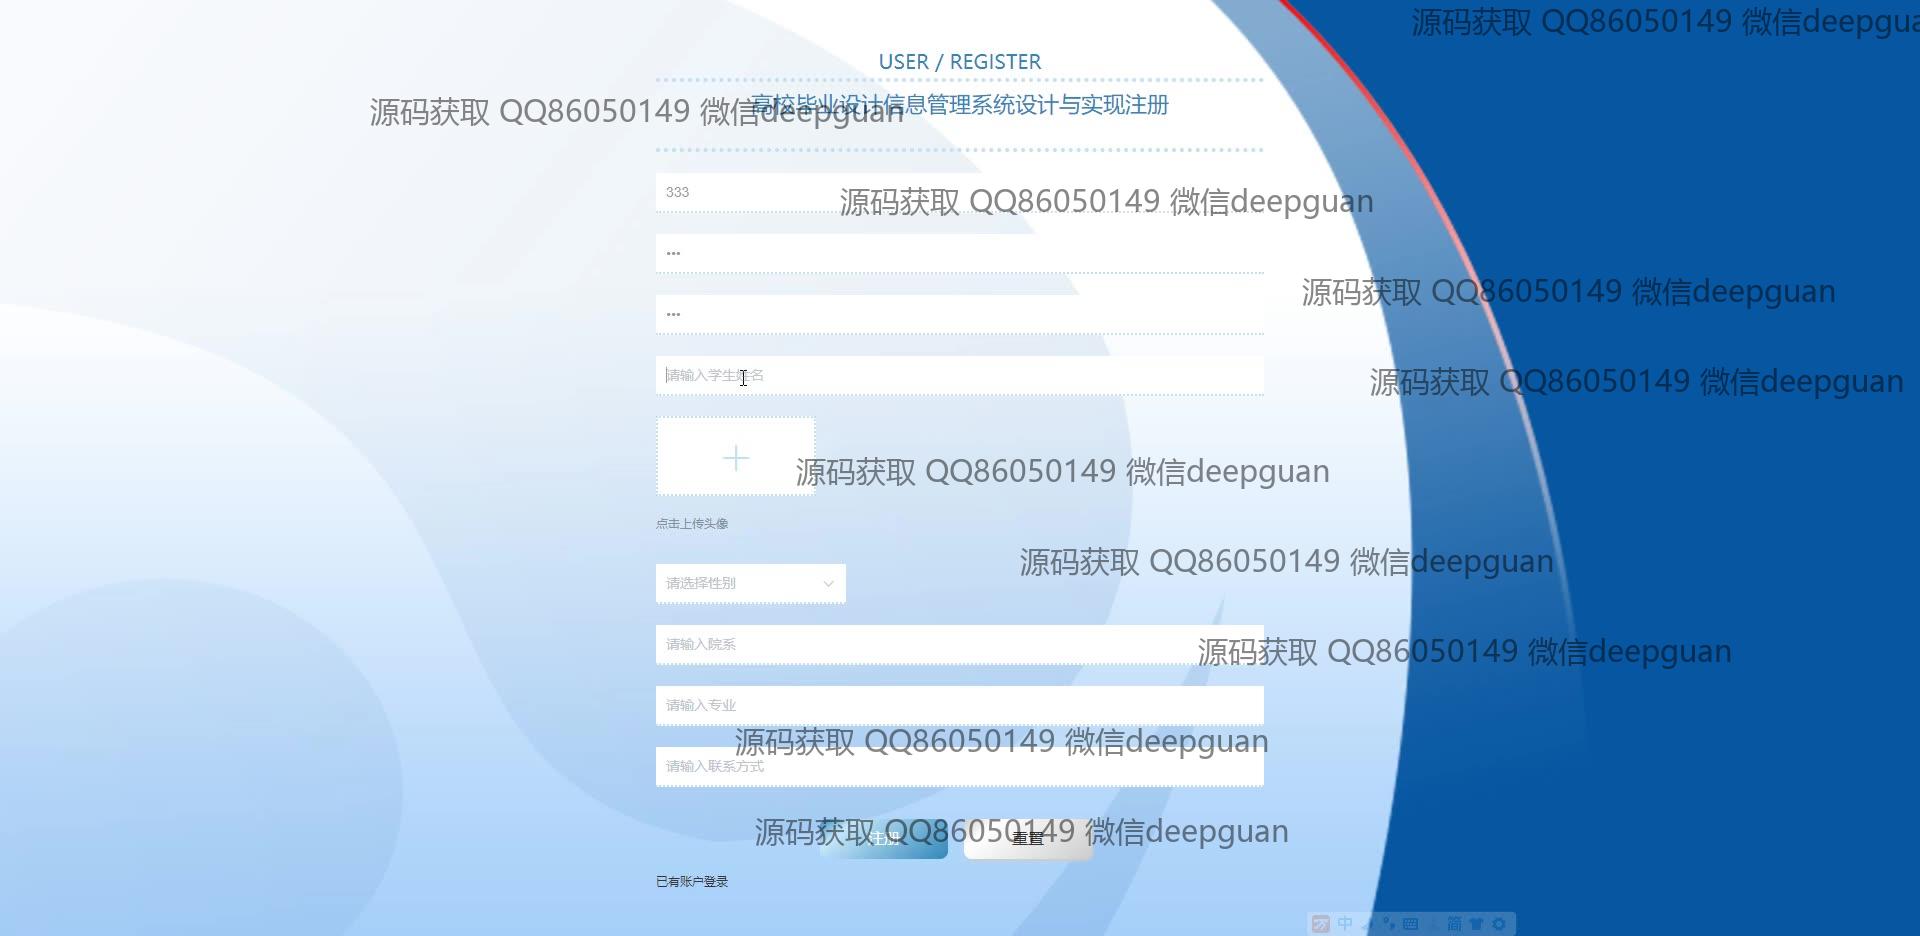 源码获取 QQ86050149 微信deepgua
USER / REGISTER
高校毕业设计信息管理系统设计与实现注册
源码获取 QQ86050149 微信deepguan
333
源码获取 QQ86050149 微信deepguan
•••
源码获取 QQ86050149 微信deepguan
•••
请输入学生姓名
源码获取 QQ86050149 微信deepguan
源码获取 QQ86050149 微信deepguan
点击上传头像
源码获取 QQ86050149 微信deepguan
请选择性别
请输入院系
源码获取 QQ86050149 微信deepguan
请输入专业
源码获取 QQ86050149 微信deepguan
请输入联系方式
源码获取 QQ86050149 微信deepguan
注册 重置
已有账户登录
中 简